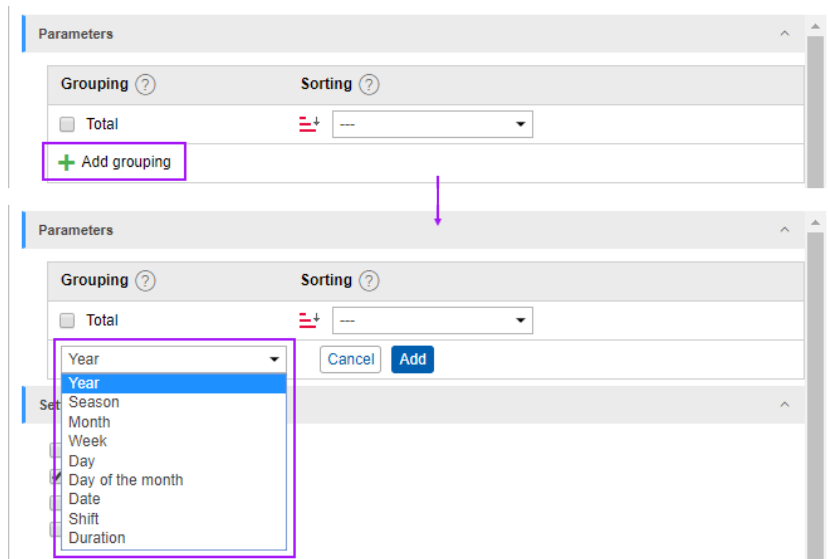 Parameters
Grouping ? Sorting ?
Total ---
+ Add grouping
Parameters
Grouping ? Sorting ?
Total ---
Year Cancel Add
Year
Set
Season
Month
Week
Day
Day of the month
Date
Shift
Duration